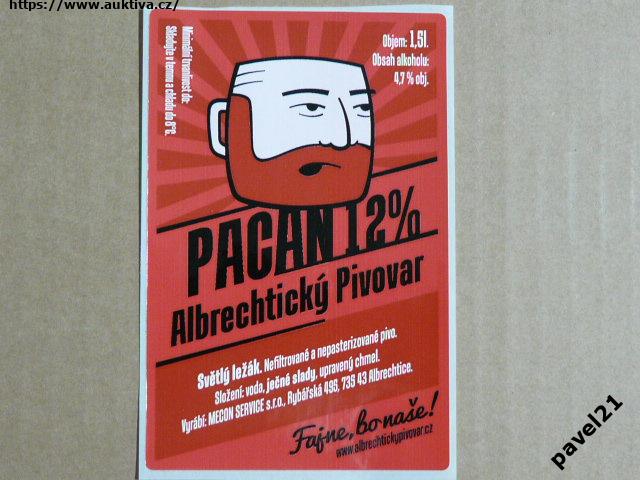 https://www.auktiva.cz/
Minimální trvanlivost do:
Skladujte v temnu a chladu do 8°C.
Objem: 1,5l.
Obsah alkoholu:
4,7 % obj.
PACAN 12%
Albrechtický Pivovar
Světlý ležák. Nefiltrované a nepasterizované pivo.
Složení: voda, ječné slady, upravený chmel.
Vyrábí: MECON SERVICE s.r.o., Rybářská 496, 735 43 Albrechtice.
Fajne, bo naše!
www.albrechtickypivovar.cz
pavel21